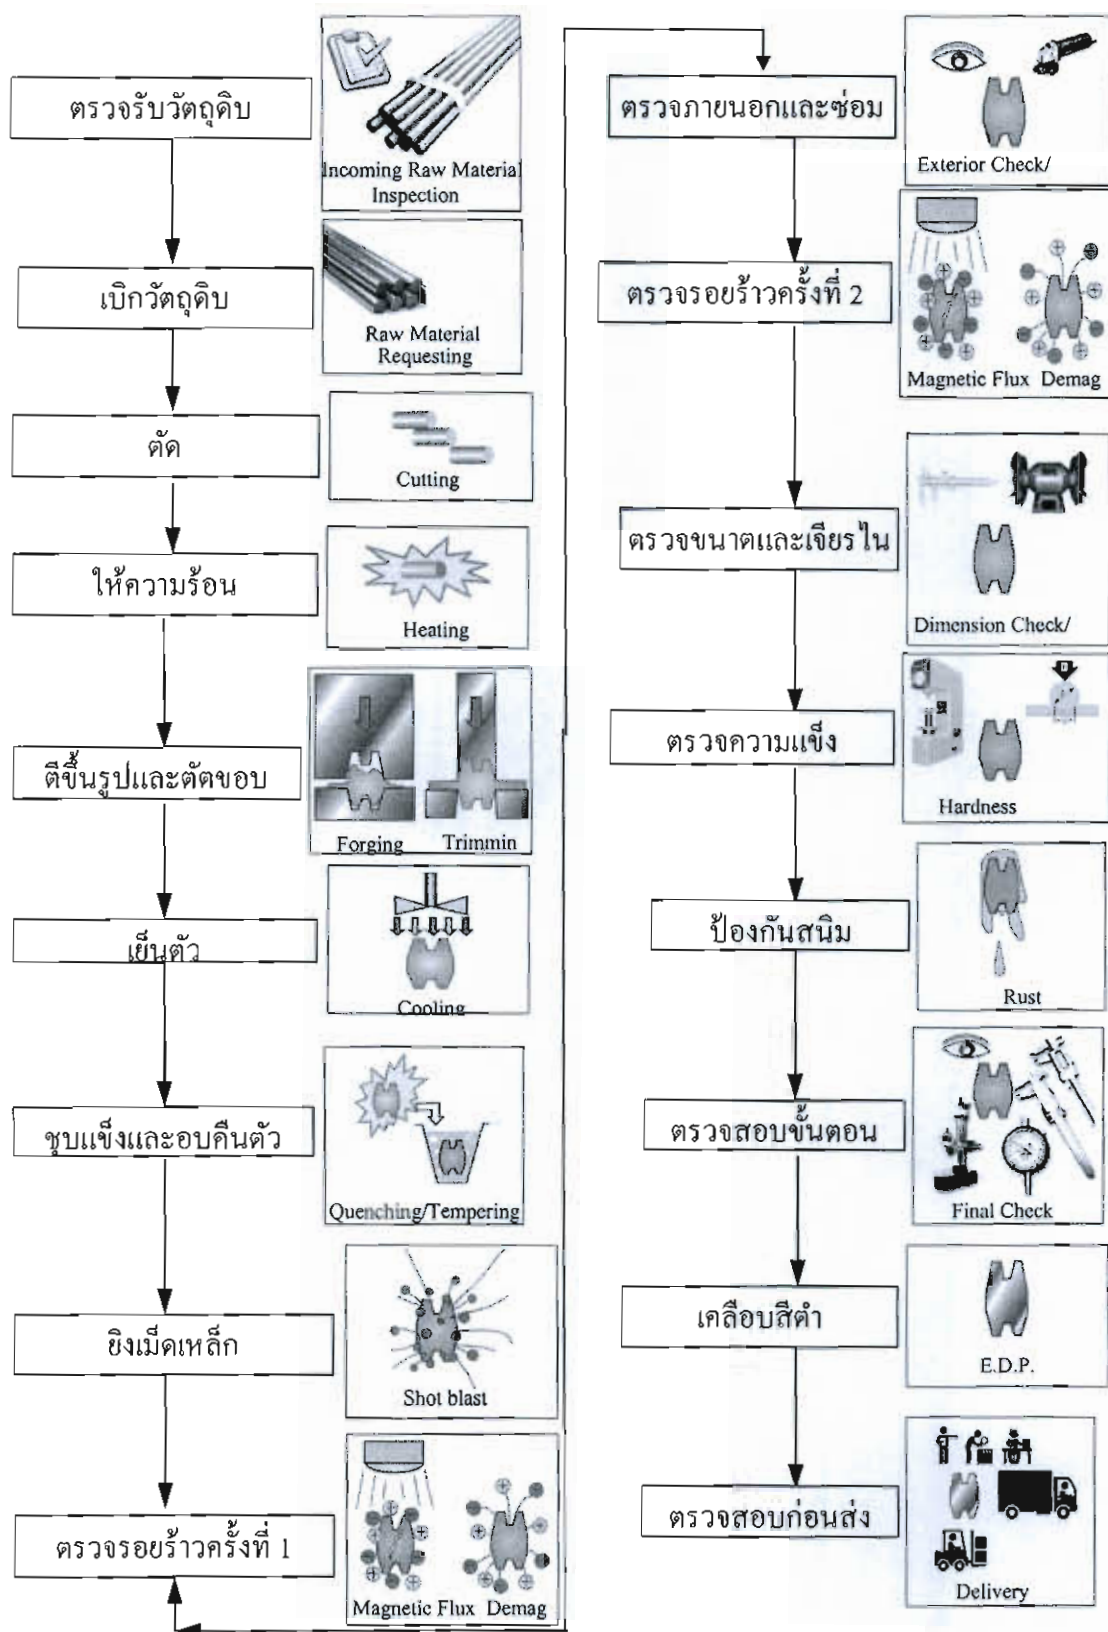 ตรวจรับวัตถุดิบ
Incoming Raw Material
Inspection
เบิกวัตถุดิบ
Raw Material
Requesting
ตัด
Cutting
ให้ความร้อน
Heating
ตีขึ้นรูปและตัดขอบ
Forging Trimmin
เย็นตัว
Cooling
ชุบแข็งและอบคืนตัว
Quenching/Tempering
ยิงเม็ดเหล็ก
Shot blast
ตรวจรอยร้าวครั้งที่ 1
Magnetic Flux Demag
ตรวจภายนอกและซ่อม
Exterior Check/
ตรวจรอยร้าวครั้งที่ 2
Magnetic Flux Demag
ตรวจขนาดและเจียรไน
Dimension Check/
ตรวจความแข็ง
Hardness
ป้องกันสนิม
Rust
ตรวจสอบขั้นตอน
Final Check
เคลือบสีดำ
E.D.P.
ตรวจสอบก่อนส่ง
Delivery